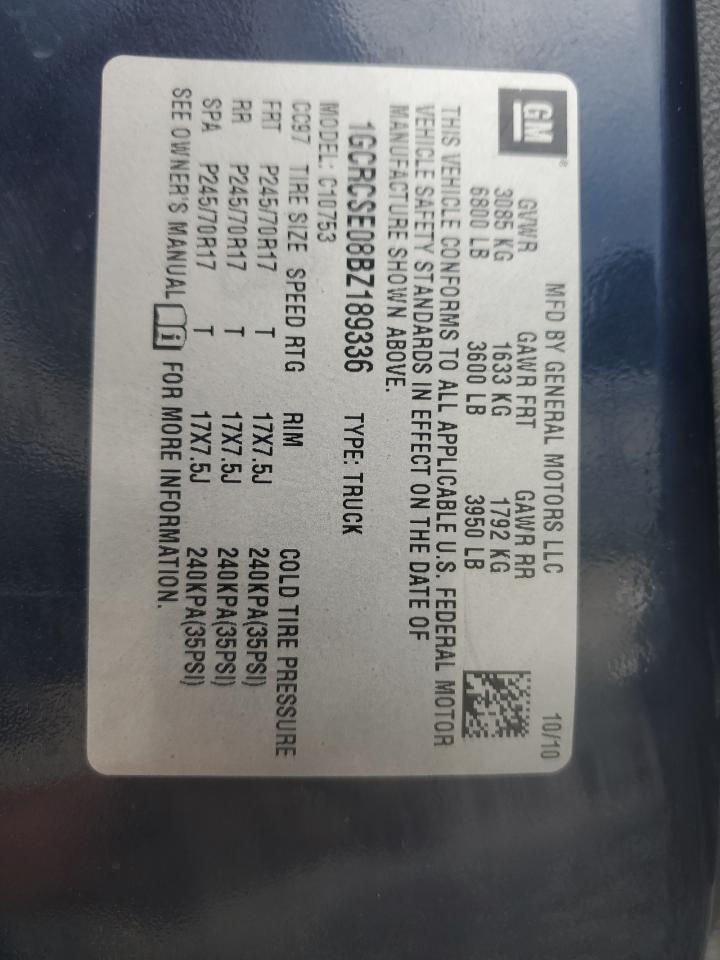 GM ®
MFD BY GENERAL MOTORS LLC 10/10
GVWR GAWR FRT GAWR RR
3085 KG 1633 KG 1792 KG
6800 LB 3600 LB 3950 LB
THIS VEHICLE CONFORMS TO ALL APPLICABLE U.S. FEDERAL MOTOR
VEHICLE SAFETY STANDARDS IN EFFECT ON THE DATE OF
MANUFACTURE SHOWN ABOVE.
1GCRCSE08BZ189336 TYPE: TRUCK
MODEL: C10753
CC97 TIRE SIZE SPEED RTG RIM COLD TIRE PRESSURE
FRT P245/70R17 T 17X7.5J 240KPA(35PSI)
RR P245/70R17 T 17X7.5J 240KPA(35PSI)
SPA P245/70R17 T 17X7.5J 240KPA(35PSI)
SEE OWNER'S MANUAL i FOR MORE INFORMATION.